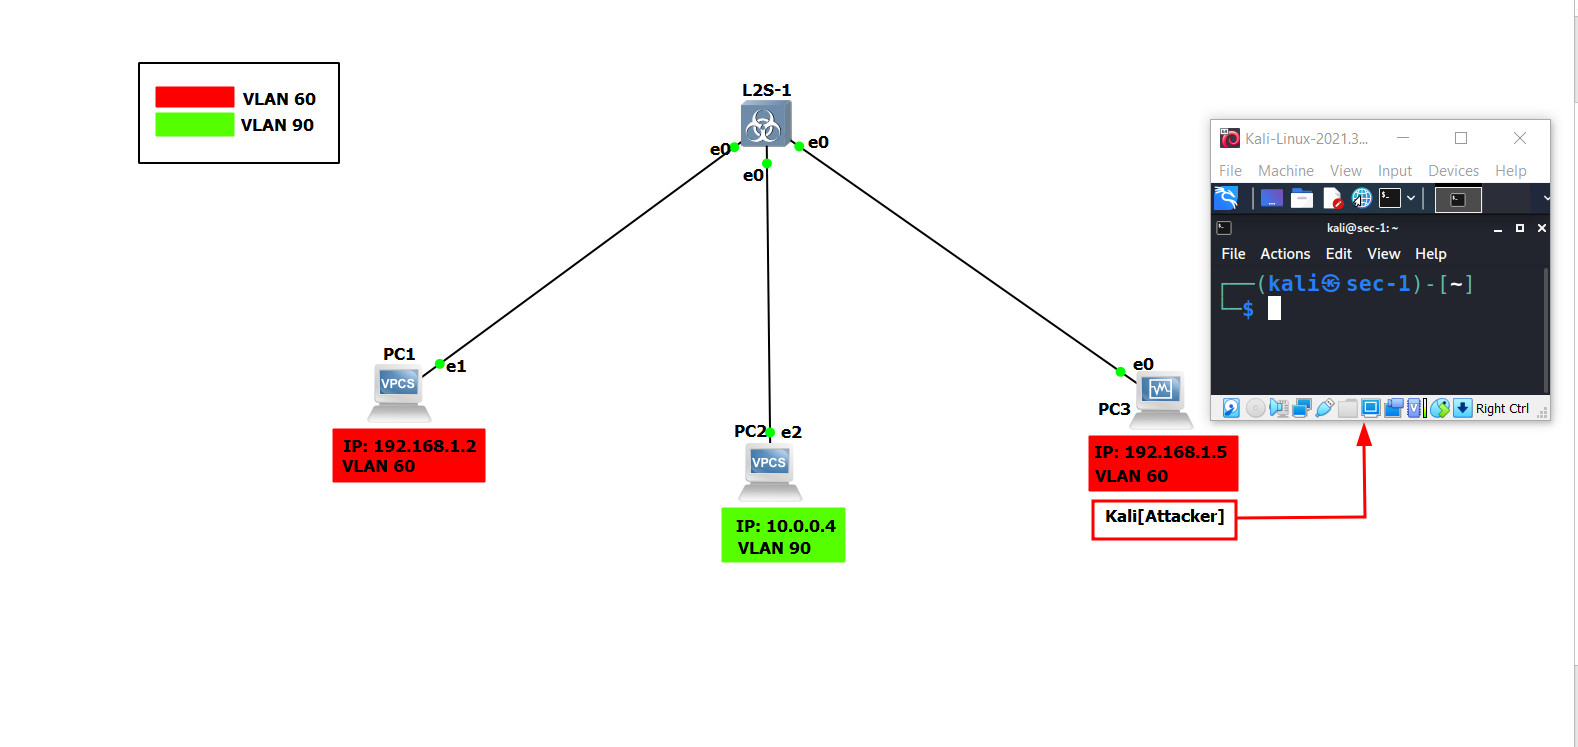 VLAN 60
VLAN 90
L2S-1
e0
e0
e0
PC1
e1
VPCS
IP: 192.168.1.2
VLAN 60
PC2
e2
VPCS
IP: 10.0.0.4
VLAN 90
e0
PC3
IP: 192.168.1.5
VLAN 60
Kali[Attacker]
Kali-Linux-2021.3...
File Machine View Input Devices Help
kali@sec-1: ~
File Actions Edit View Help
(kali㉿sec-1)-[~]
$
Right Ctrl